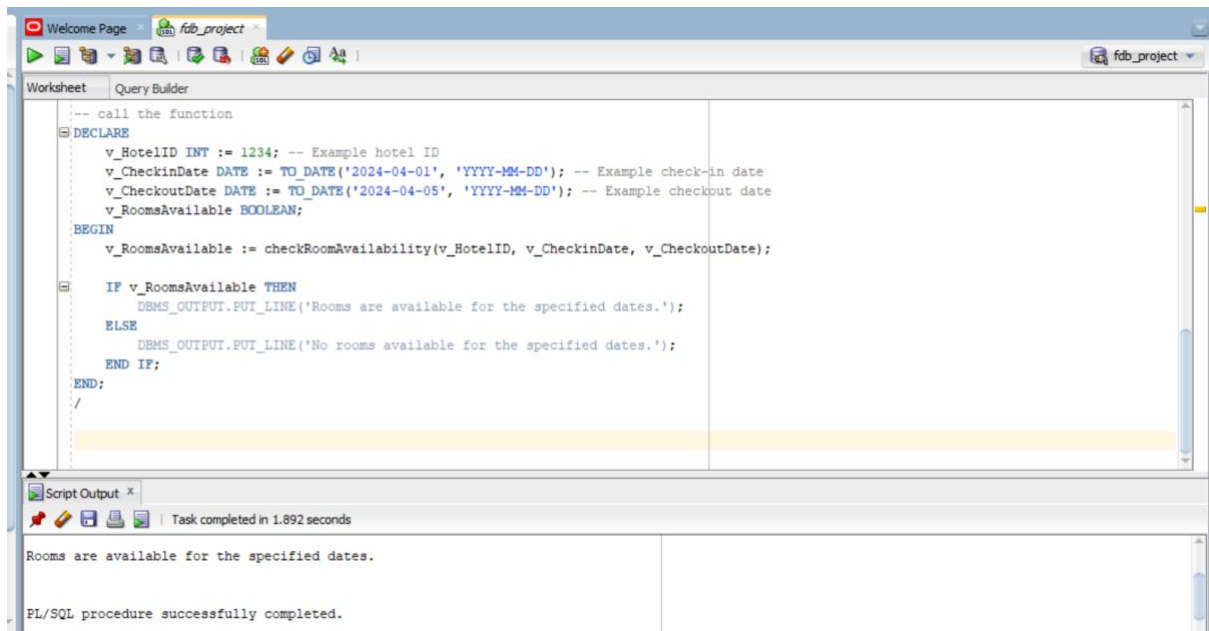 Welcome Page
fdb_project
fdb_project
Worksheet Query Builder
-- call the function
DECLARE
v_HotelID INT := 1234; -- Example hotel ID
v_CheckinDate DATE := TO_DATE('2024-04-01', 'YYYY-MM-DD'); -- Example check-in date
v_CheckoutDate DATE := TO_DATE('2024-04-05', 'YYYY-MM-DD'); -- Example checkout date
v_RoomsAvailable BOOLEAN;
BEGIN
v_RoomsAvailable := checkRoomAvailability(v_HotelID, v_CheckinDate, v_CheckoutDate);
IF v_RoomsAvailable THEN
DBMS_OUTPUT.PUT_LINE('Rooms are available for the specified dates.');
ELSE
DBMS_OUTPUT.PUT_LINE('No rooms available for the specified dates.');
END IF;
END;
/
Script Output x
Task completed in 1.892 seconds
Rooms are available for the specified dates.
PL/SQL procedure successfully completed.